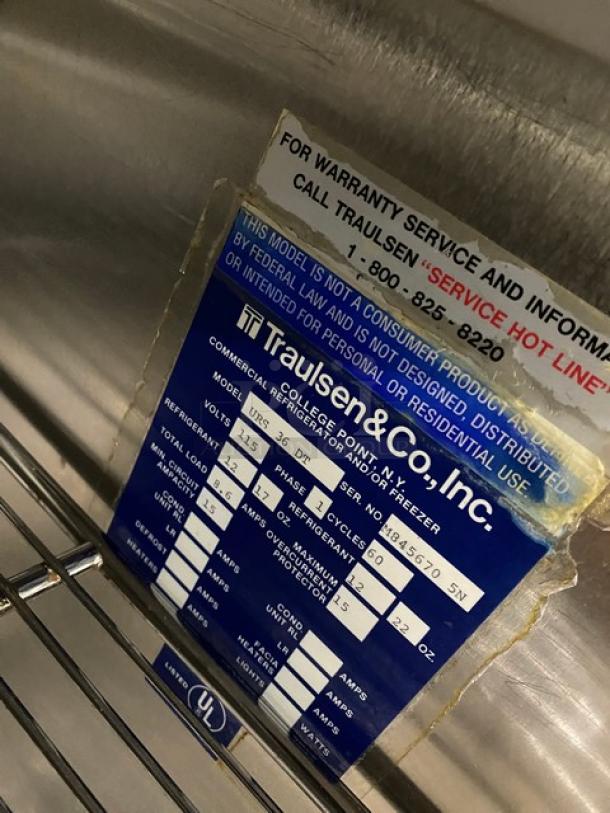 FOR WARRANTY SERVICE AND INFORMA
CALL TRAULSEN "SERVICE HOT LINE"
1-800-825-8220
THIS MODEL IS NOT A CONSUMER PRODUCT AS DEF
BY FEDERAL LAW AND IS NOT DESIGNED, DISTRIBUTED
OR INTENDED FOR PERSONAL OR RESIDENTIAL USE.
Traulsen & Co., Inc.
COLLEGE POINT, N.Y.
COMMERCIAL REFRIGERATOR AND/OR FREEZER
MODEL URS 36 DT SER. NO. M845670 5N
VOLTS 115 PHASE 1 CYCLES 60
REFRIGERANT 12 17 OZ. REFRIGERANT 12 22 OZ.
TOTAL LOAD 8.6 AMPS
MIN. CIRCUIT AMPACITY 15
MAXIMUM OVERCURRENT PROTECTOR 15
COND. UNIT RL AMPS COND. UNIT RL AMPS
LR AMPS LR AMPS
DEFROST AMPS FACIA HEATERS AMPS
HEATERS AMPS LIGHTS WATTS
LISTED UL